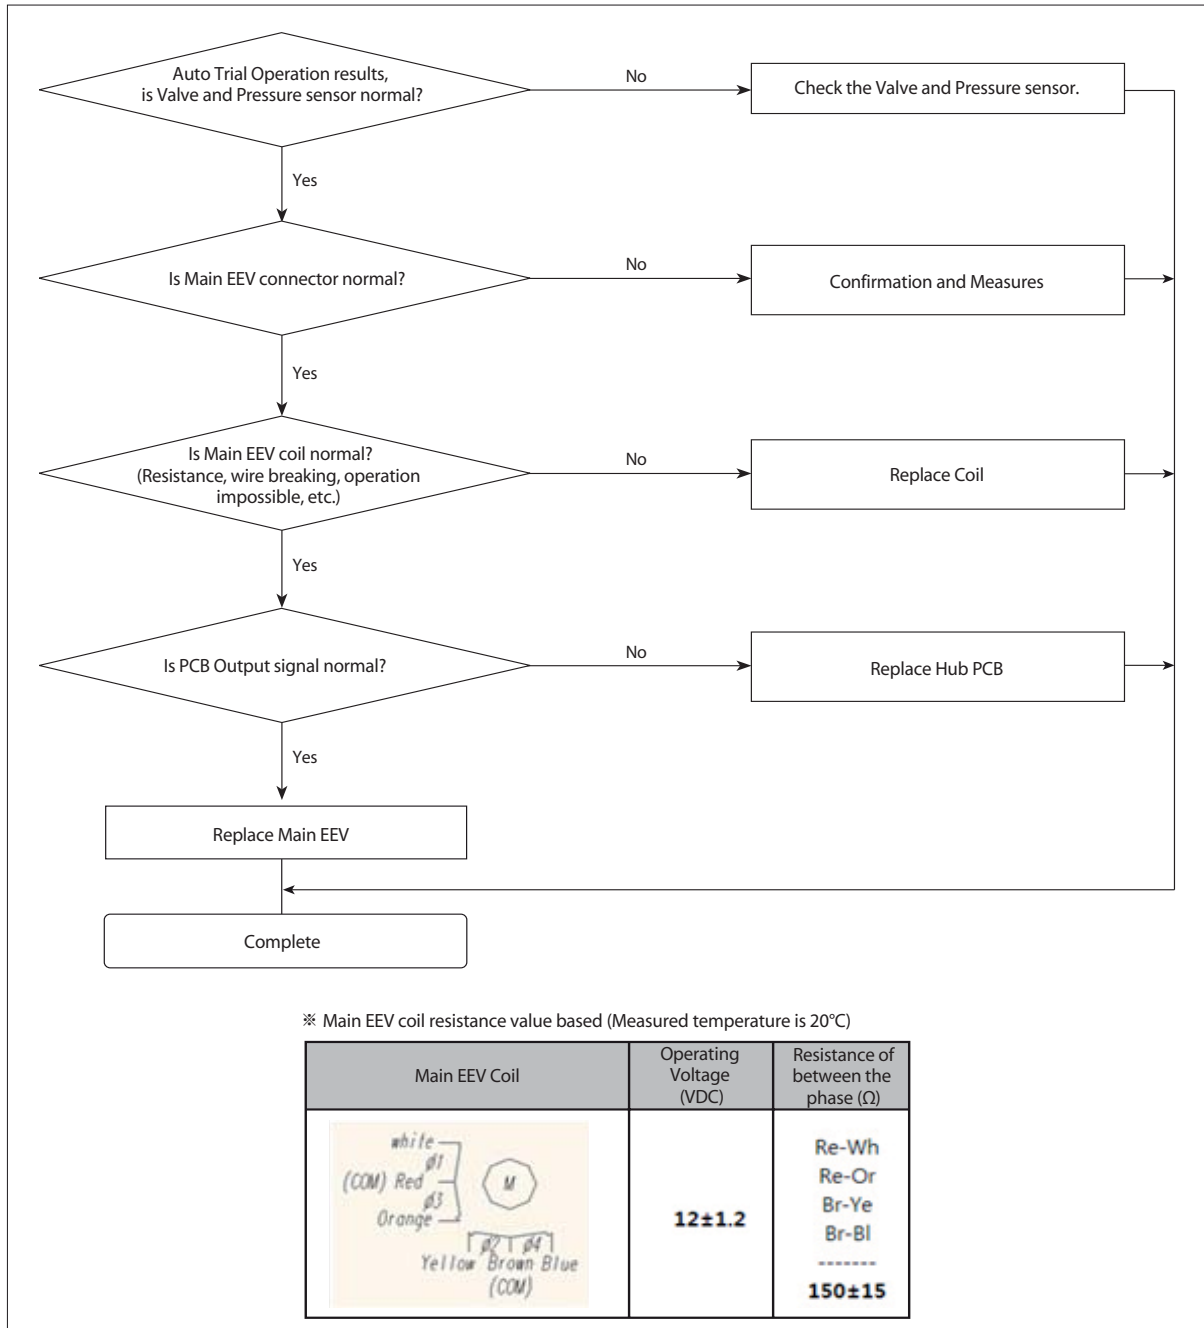 Auto Trial Operation results,
is Valve and Pressure sensor normal?
No
Check the Valve and Pressure sensor.
Yes
Is Main EEV connector normal?
No
Confirmation and Measures
Yes
Is Main EEV coil normal?
(Resistance, wire breaking, operation
impossible, etc.)
No
Replace Coil
Yes
Is PCB Output signal normal?
No
Replace Hub PCB
Yes
Replace Main EEV
Complete
※ Main EEV coil resistance value based (Measured temperature is 20°C)
Main EEV Coil
Operating
Voltage
(VDC)
Resistance of
between the
phase (Ω)
white
ø1
(COM) Red
ø3
Orange
M
ø2 ø4
Yellow Brown Blue
(COM)
12±1.2
Re-Wh
Re-Or
Br-Ye
Br-Bl
-------
150±15